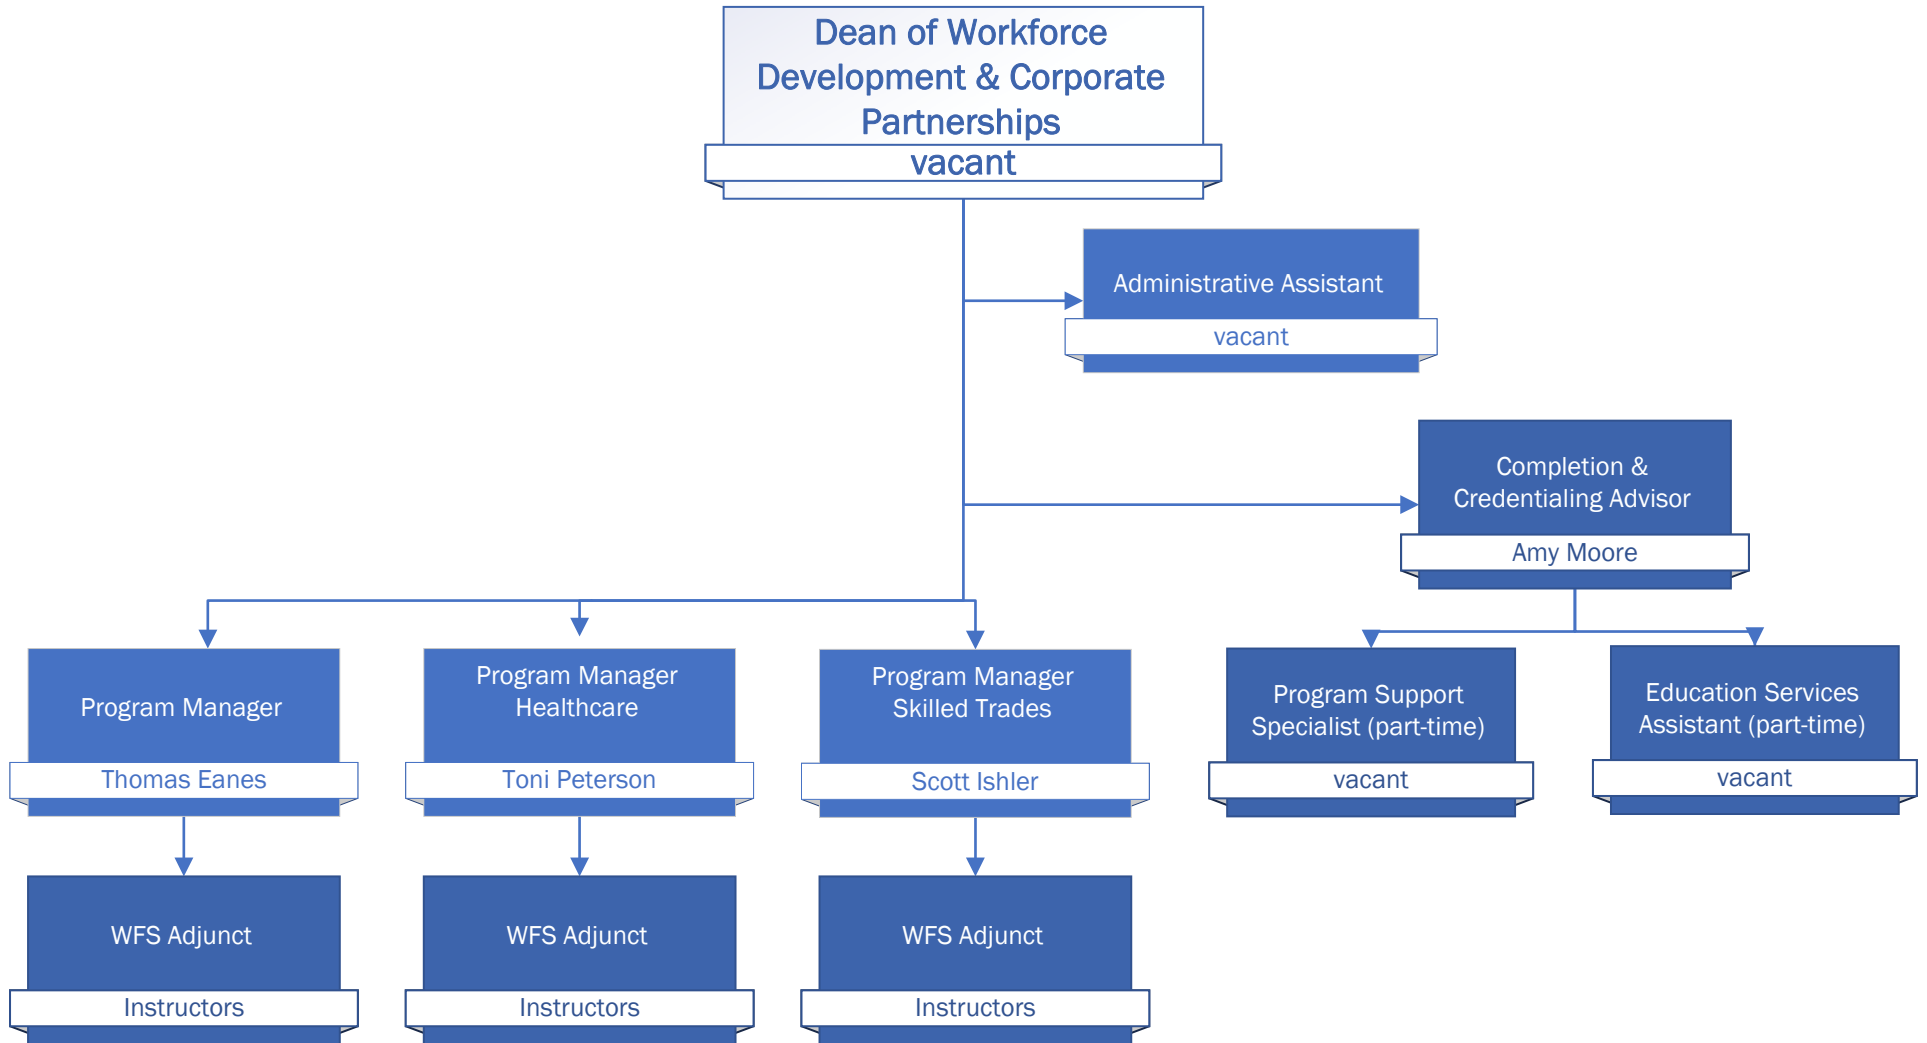 Dean of Workforce
Development & Corporate
Partnerships
vacant
Administrative Assistant
vacant
Completion &
Credentialing Advisor
Amy Moore
Program Manager
Thomas Eanes
Program Manager
Healthcare
Toni Peterson
Program Manager
Skilled Trades
Scott Ishler
Program Support
Specialist (part-time)
vacant
Education Services
Assistant (part-time)
vacant
WFS Adjunct
Instructors
WFS Adjunct
Instructors
WFS Adjunct
Instructors